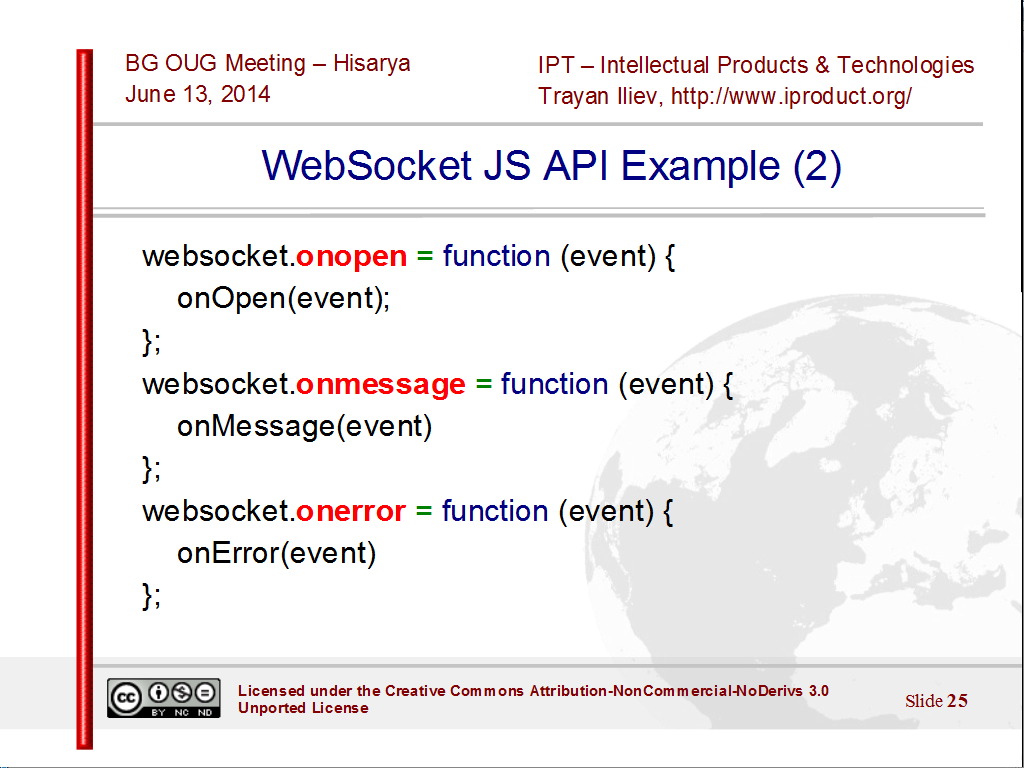 BG OUG Meeting – Hisarya
June 13, 2014
IPT – Intellectual Products & Technologies
Trayan Iliev, http://www.iproduct.org/
WebSocket JS API Example (2)
websocket.onopen = function (event) {
    onOpen(event);
};
websocket.onmessage = function (event) {
    onMessage(event)
};
websocket.onerror = function (event) {
    onError(event)
};
cc
BY NC ND
Licensed under the Creative Commons Attribution-NonCommercial-NoDerivs 3.0
Unported License
Slide 25